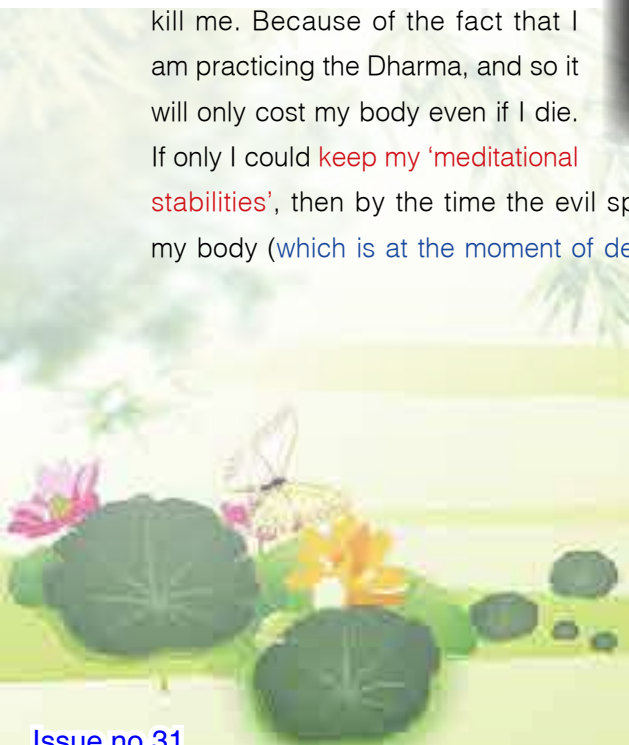 kill me. Because of the fact that I
am practicing the Dharma, and so it
will only cost my body even if I die.
If only I could keep my ‘meditational
stabilities’, then by the time the evil
my body (which is at the moment of
Issue no.31